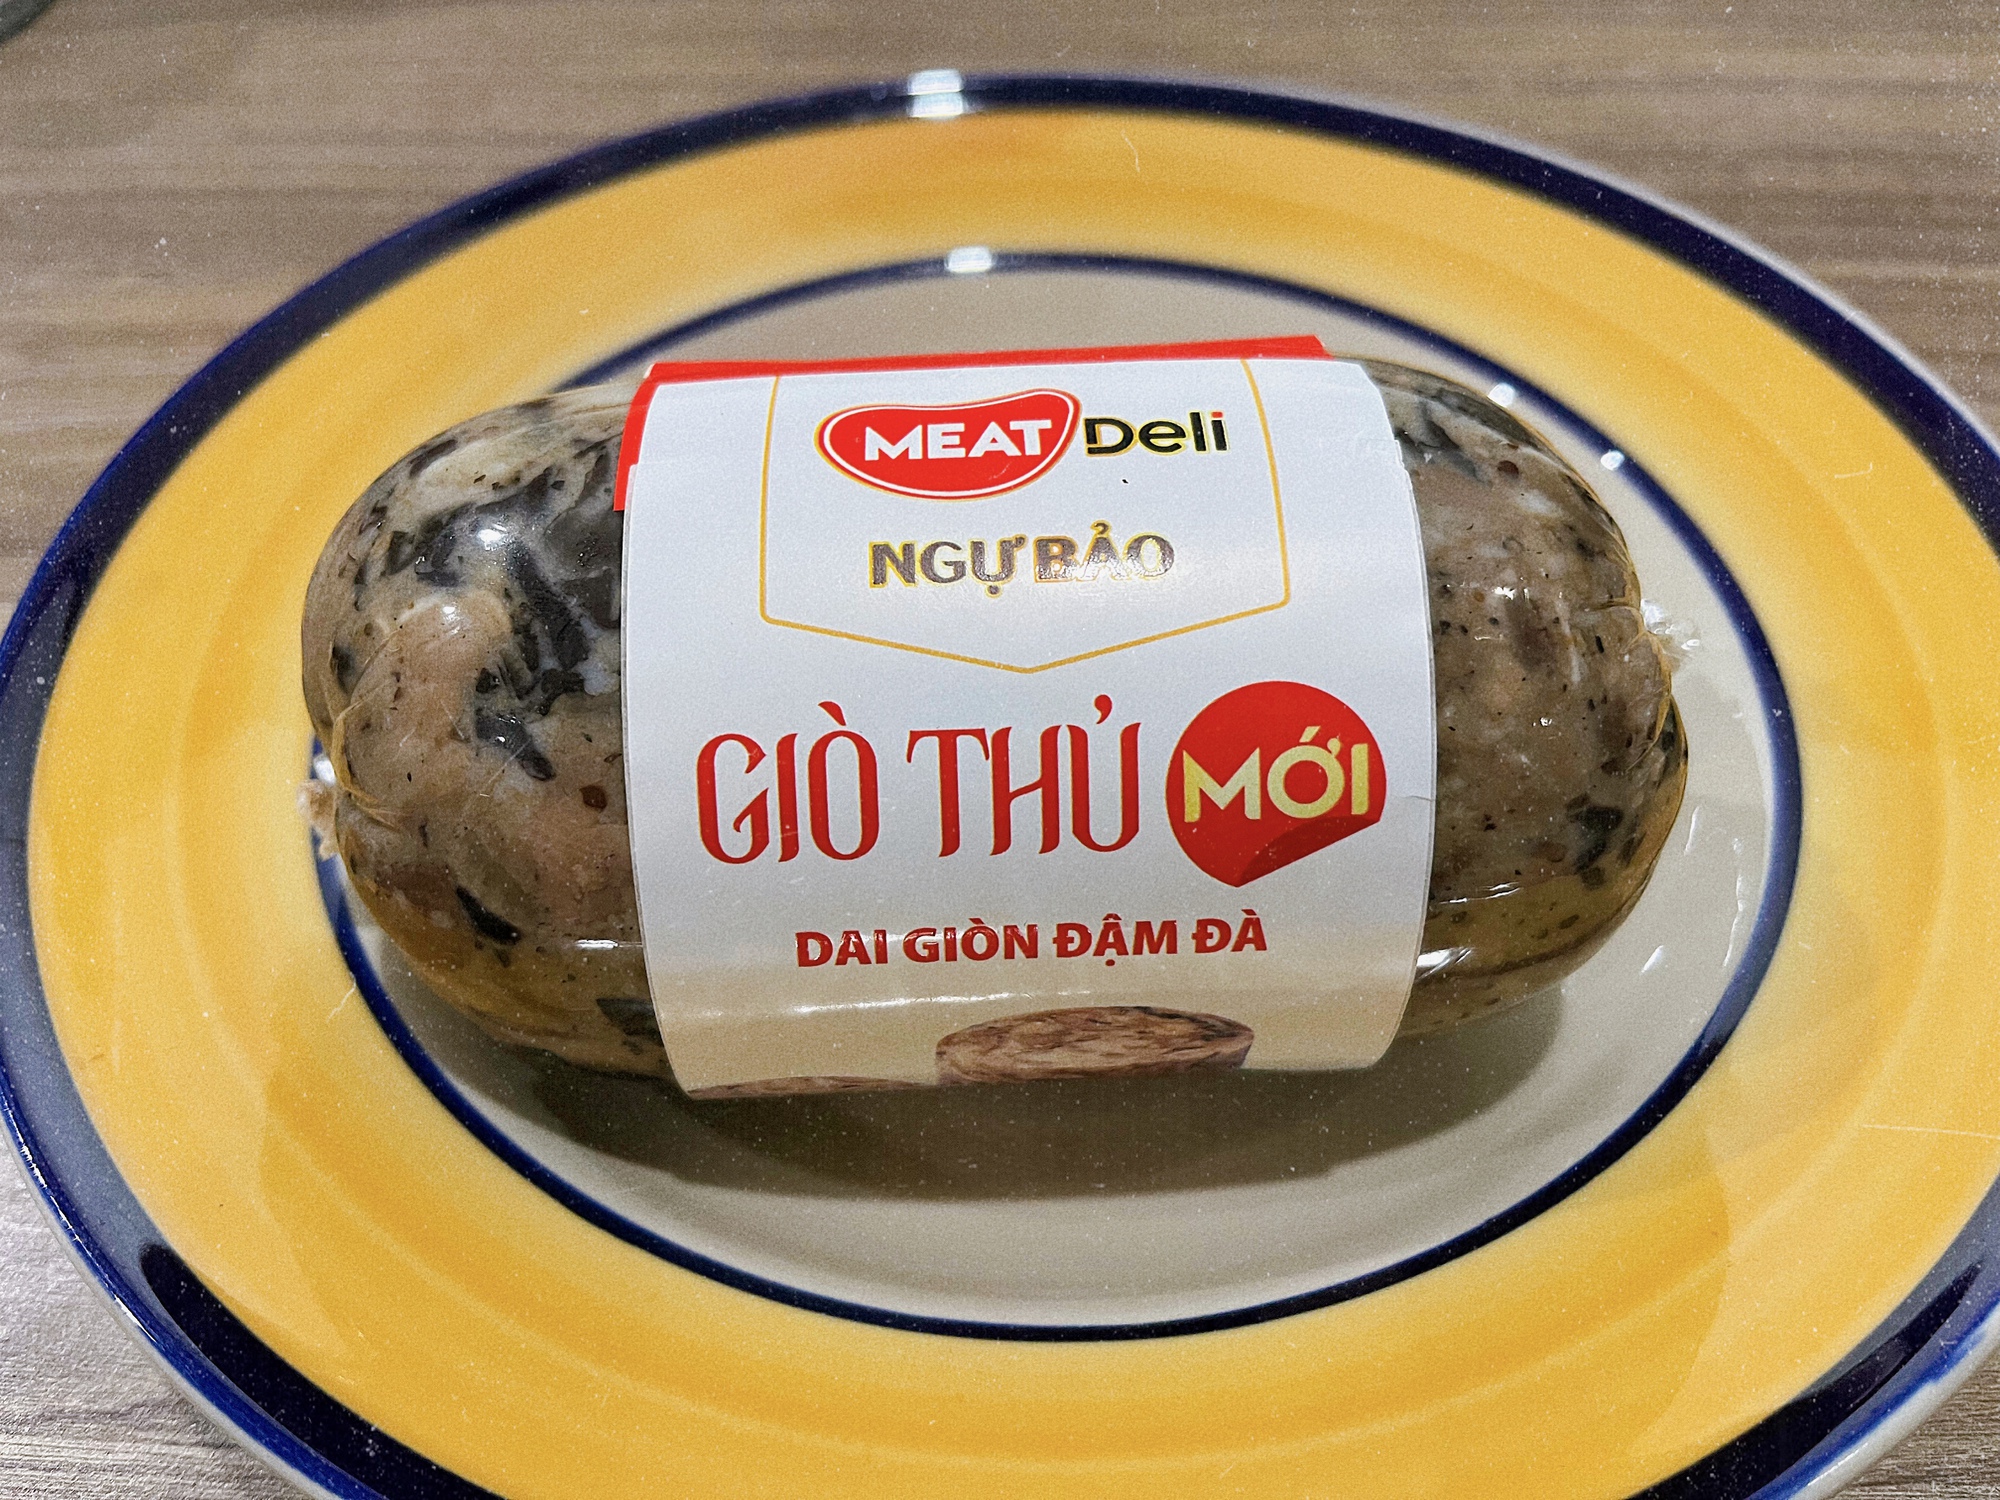 MEAT Deli
NGỰ BẢO
GIÒ THỦ MỚI
DAI GIÒN ĐẬM ĐÀ